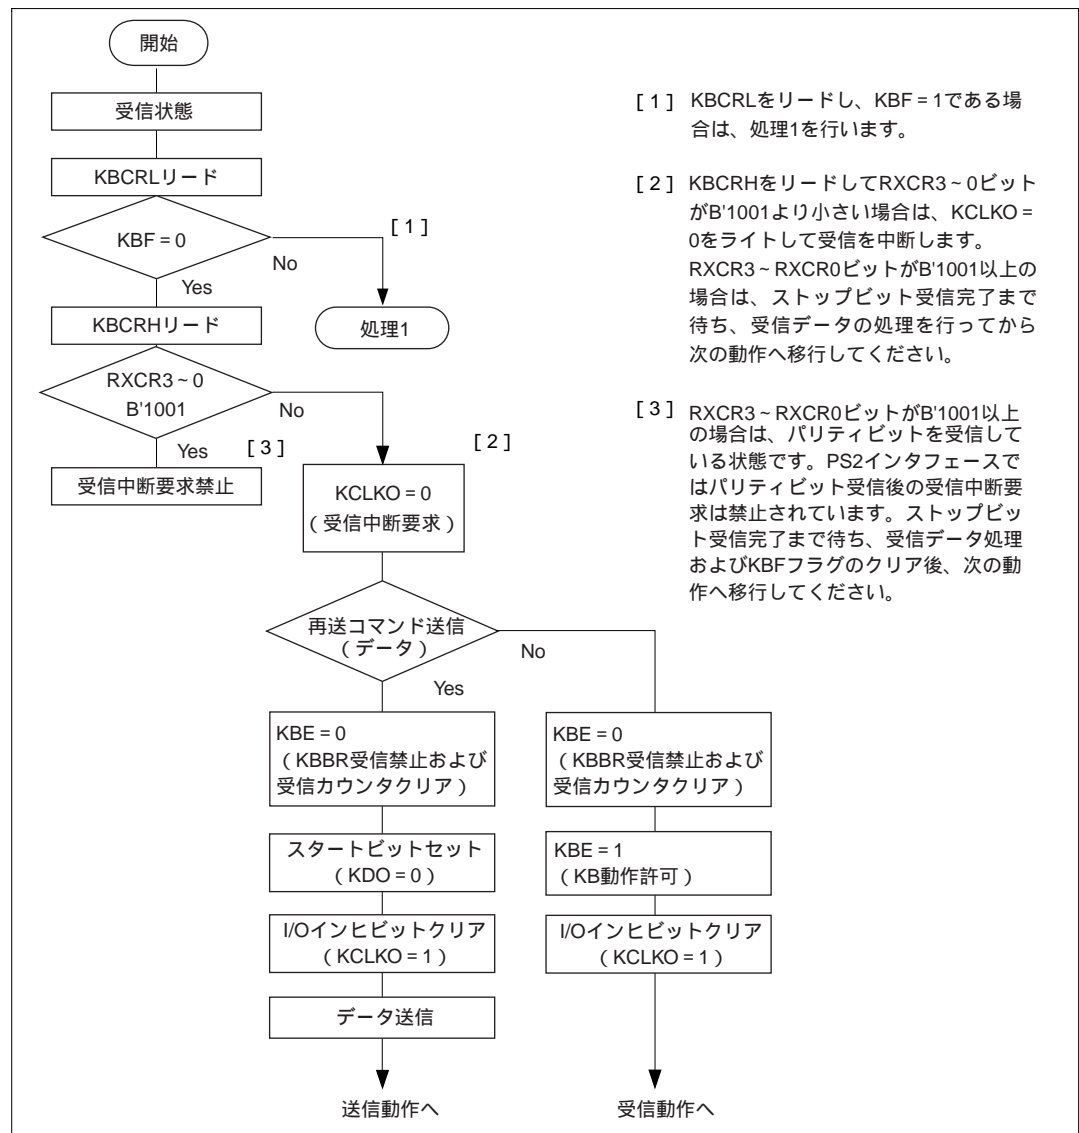 開始
受信状態
KBCRLリード
KBF = 0
[ 1 ]
No
Yes
処理1
KBCRHリード
RXCR3 ~ 0
B'1001
No
Yes
[ 3 ]
[ 2 ]
受信中断要求禁止
KCLKO = 0
( 受信中断要求 )
再送コマンド送信
( データ )
No
Yes
KBE = 0
( KBBR受信禁止および
受信カウンタクリア )
スタートビットセット
( KDO = 0 )
I/Oインヒビットクリア
( KCLKO = 1 )
データ送信
送信動作へ
KBE = 0
( KBBR受信禁止および
受信カウンタクリア )
KBE = 1
( KB動作許可 )
I/Oインヒビットクリア
( KCLKO = 1 )
受信動作へ
[ 1 ] KBCRLをリードし、KBF = 1である場
合は、処理1を行います。
[ 2 ] KBCRHをリードしてRXCR3 ~ 0ビット
がB'1001より小さい場合は、KCLKO =
0をライトして受信を中断します。
RXCR3 ~ RXCR0ビットがB'1001以上の
場合は、ストップビット受信完了まで
待ち、受信データの処理を行ってから
次の動作へ移行してください。
[ 3 ] RXCR3 ~ RXCR0ビットがB'1001以上
の場合は、パリティビットを受信して
いる状態です。PS2インタフェースで
はパリティビット受信後の受信中断要
求は禁止されています。ストップビッ
ト受信完了まで待ち、受信データ処理
およびKBFフラグのクリア後、次の動
作へ移行してください。